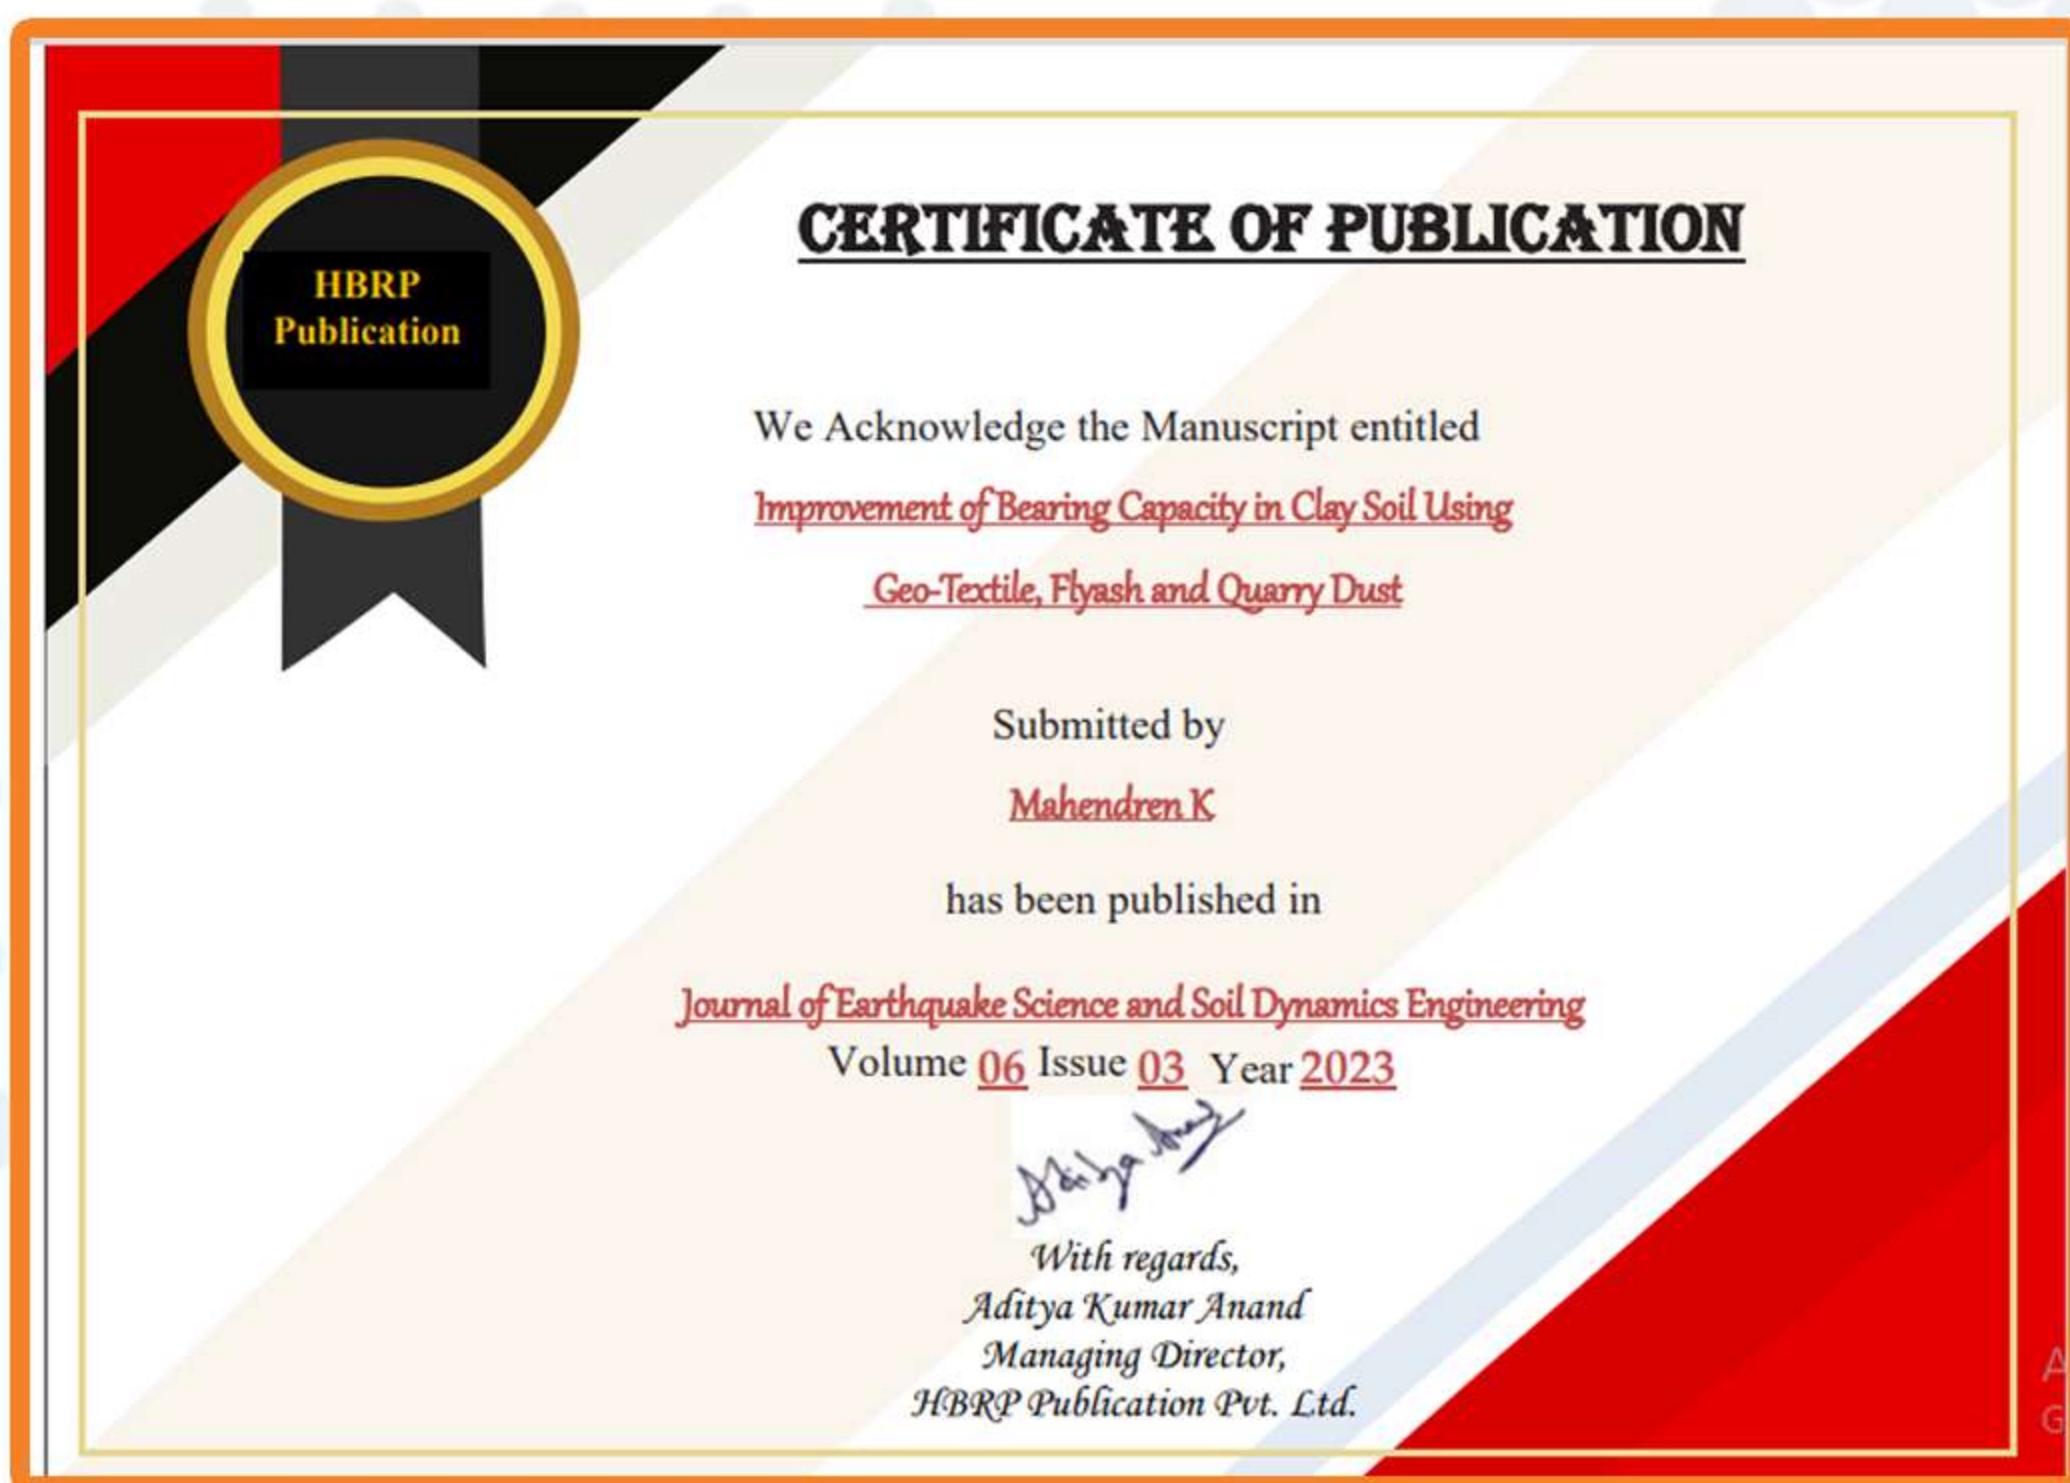 HBRP
Publication
CERTIFICATE OF PUBLICATION
We Acknowledge the Manuscript entitled
Improvement of Bearing Capacity in Clay Soil Using
Geo-Textile, Flyash and Quarry Dust
Submitted by
Mahendren K
has been published in
Journal of Earthquake Science and Soil Dynamics Engineering
Volume 06 Issue 03 Year 2023
Aditya Anand
With regards,
Aditya Kumar Anand
Managing Director,
HBRP Publication Pvt. Ltd.